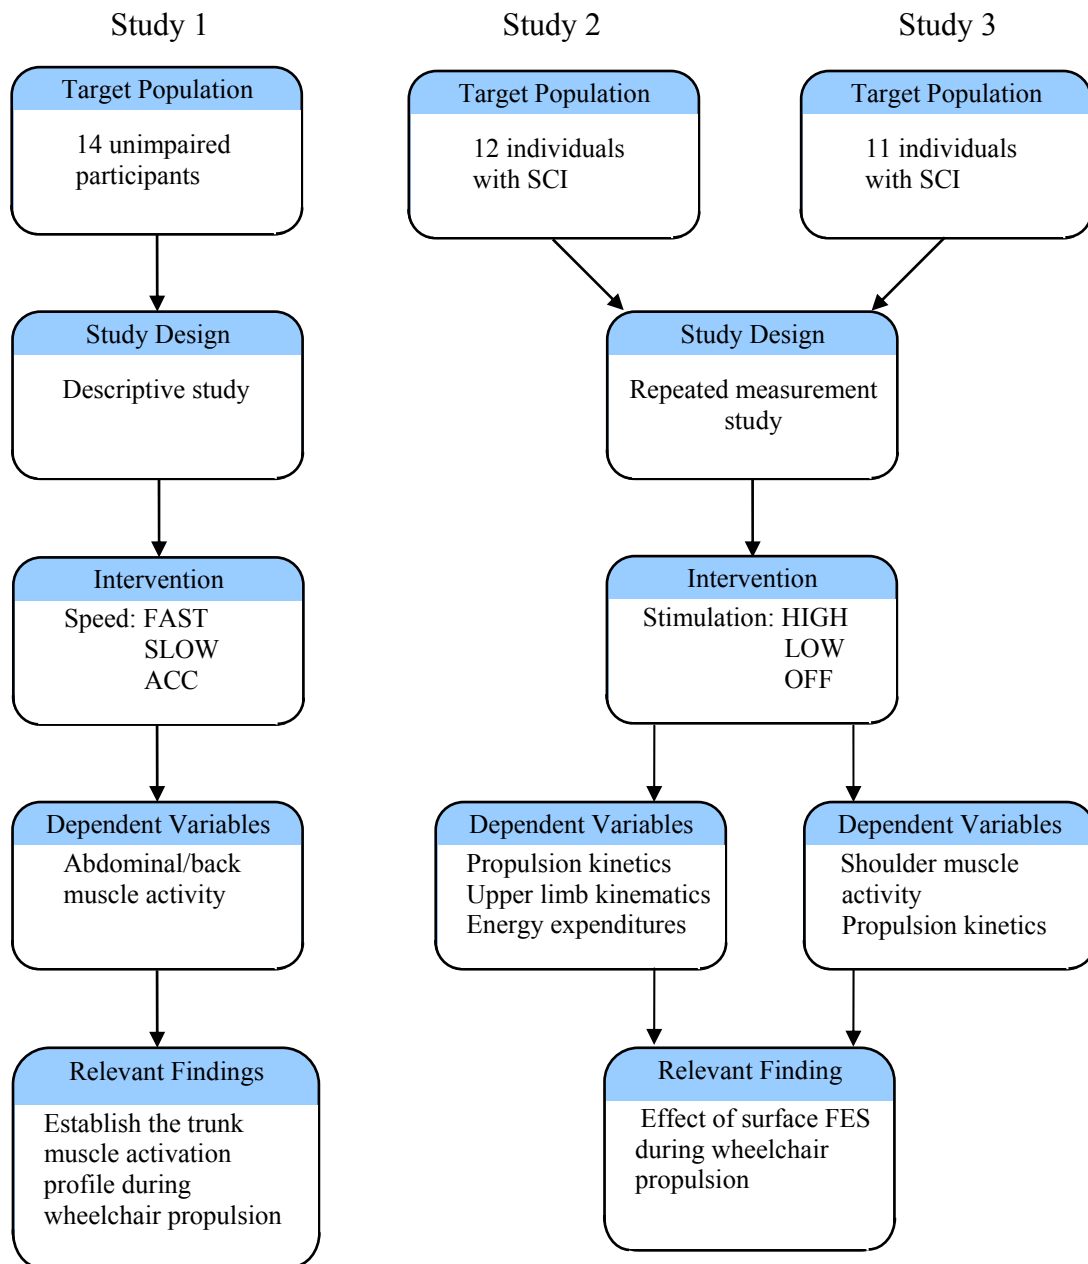 Study 1
Study 2
Study 3
Target Population
14 unimpaired
participants
Target Population
12 individuals
with SCI
Target Population
11 individuals
with SCI
Study Design
Descriptive study
Study Design
Repeated measurement
study
Intervention
Speed: FAST
SLOW
ACC
Intervention
Stimulation: HIGH
LOW
OFF
Dependent Variables
Abdominal/back
muscle activity
Dependent Variables
Propulsion kinetics
Upper limb kinematics
Energy expenditures
Dependent Variables
Shoulder muscle
activity
Propulsion kinetics
Relevant Findings
Establish the trunk
muscle activation
profile during
wheelchair propulsion
Relevant Finding
Effect of surface FES
during wheelchair
propulsion